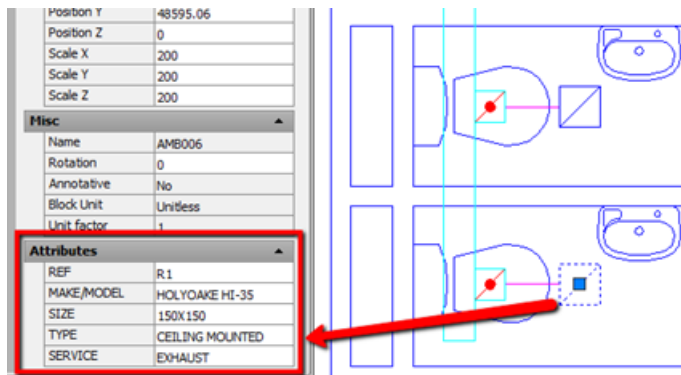 Position Y 48595.06
Position Z 0
Scale X 200
Scale Y 200
Scale Z 200
Misc
Name AMB006
Rotation 0
Annotative No
Block Unit Unitless
Unit factor 1
Attributes
REF R1
MAKE/MODEL HOLYOAKE HI-35
SIZE 150X150
TYPE CEILING MOUNTED
SERVICE EXHAUST